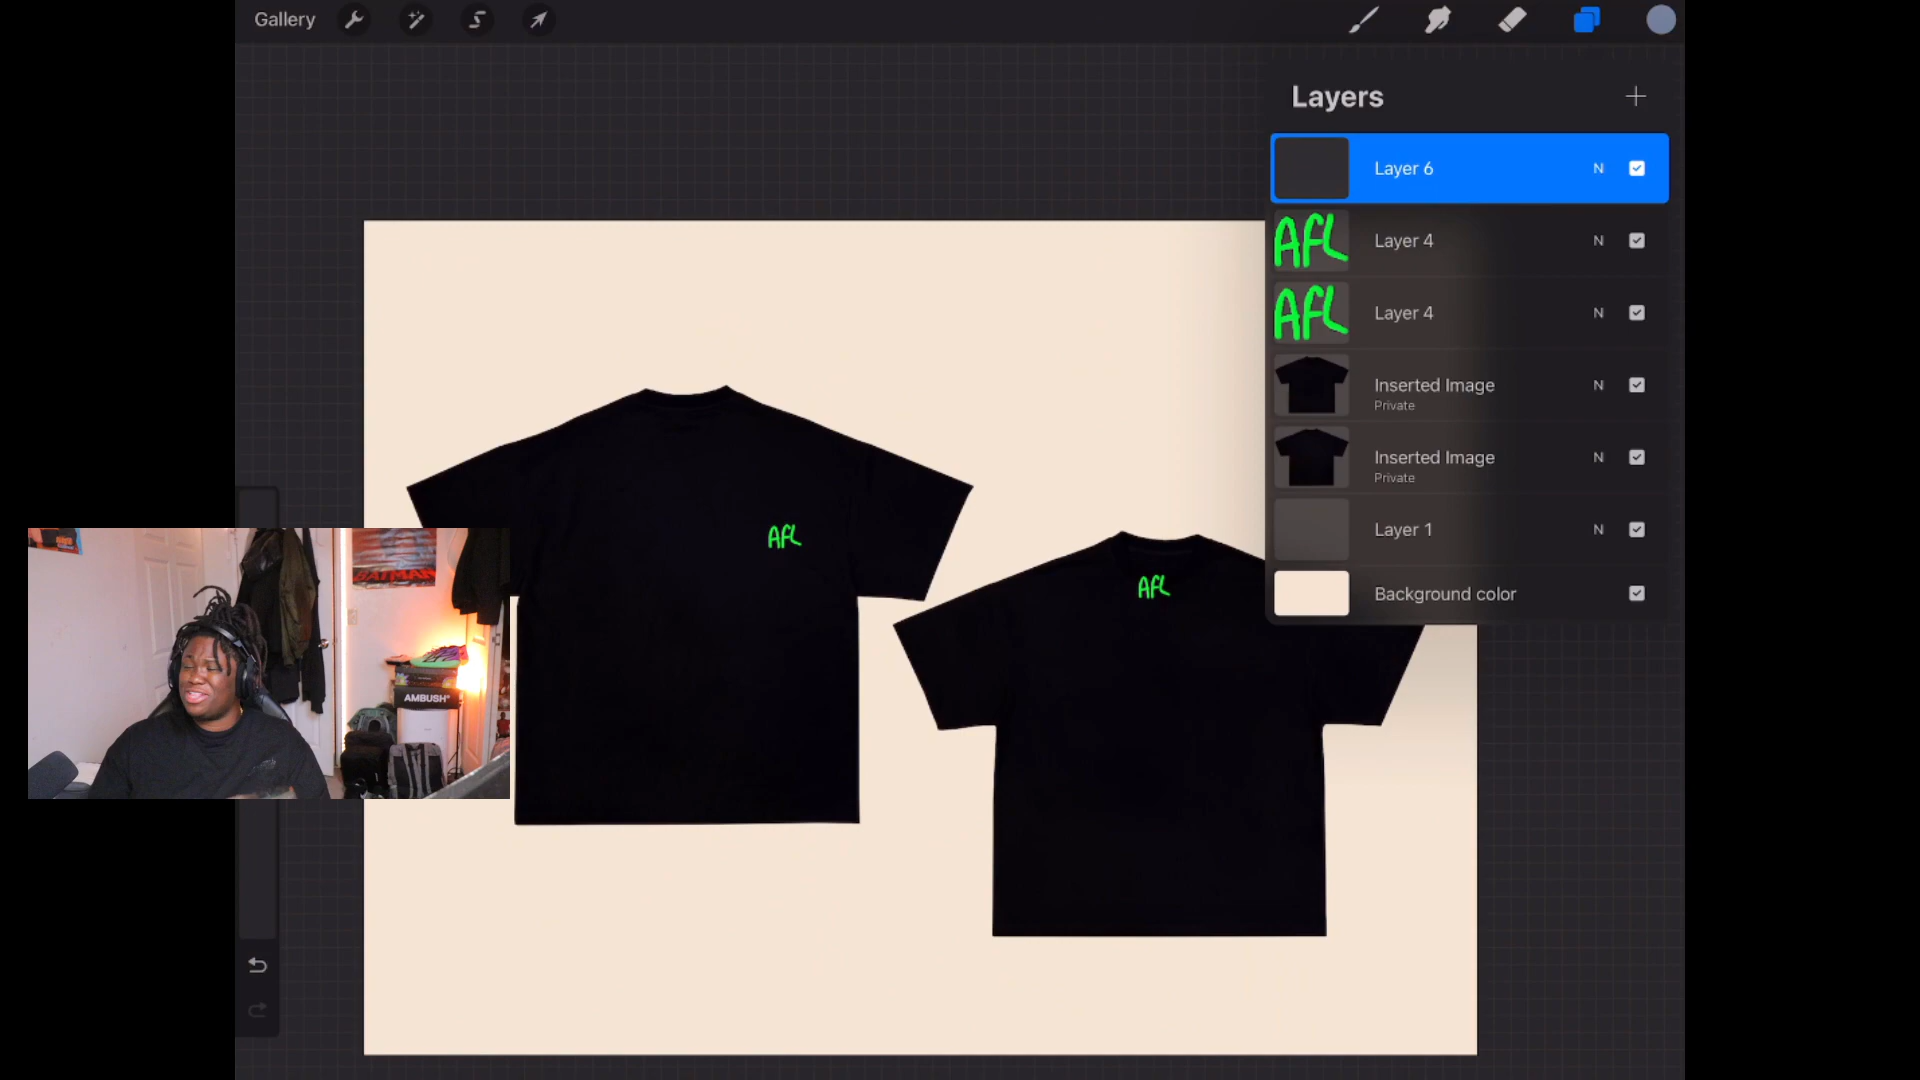 Gallery
Layers
Layer 6
N
AFL
Layer 4
N
AFL
Layer 4
N
Inserted Image
Private
N
Inserted Image
Private
N
Layer 1
N
Background color
AFL
AFL
BATMAN
AMBUSH®